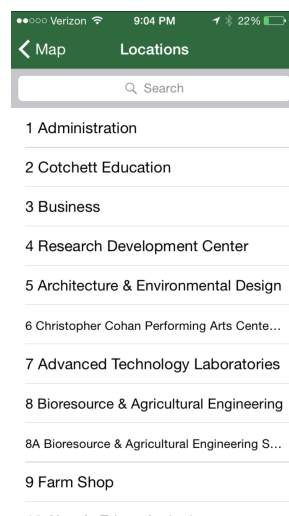 Verizon 9:04 PM 22%
Map Locations
Search
1 Administration
2 Cotchett Education
3 Business
4 Research Development Center
5 Architecture & Environmental Design
6 Christopher Cohan Performing Arts Cente...
7 Advanced Technology Laboratories
8 Bioresource & Agricultural Engineering
8A Bioresource & Agricultural Engineering S...
9 Farm Shop